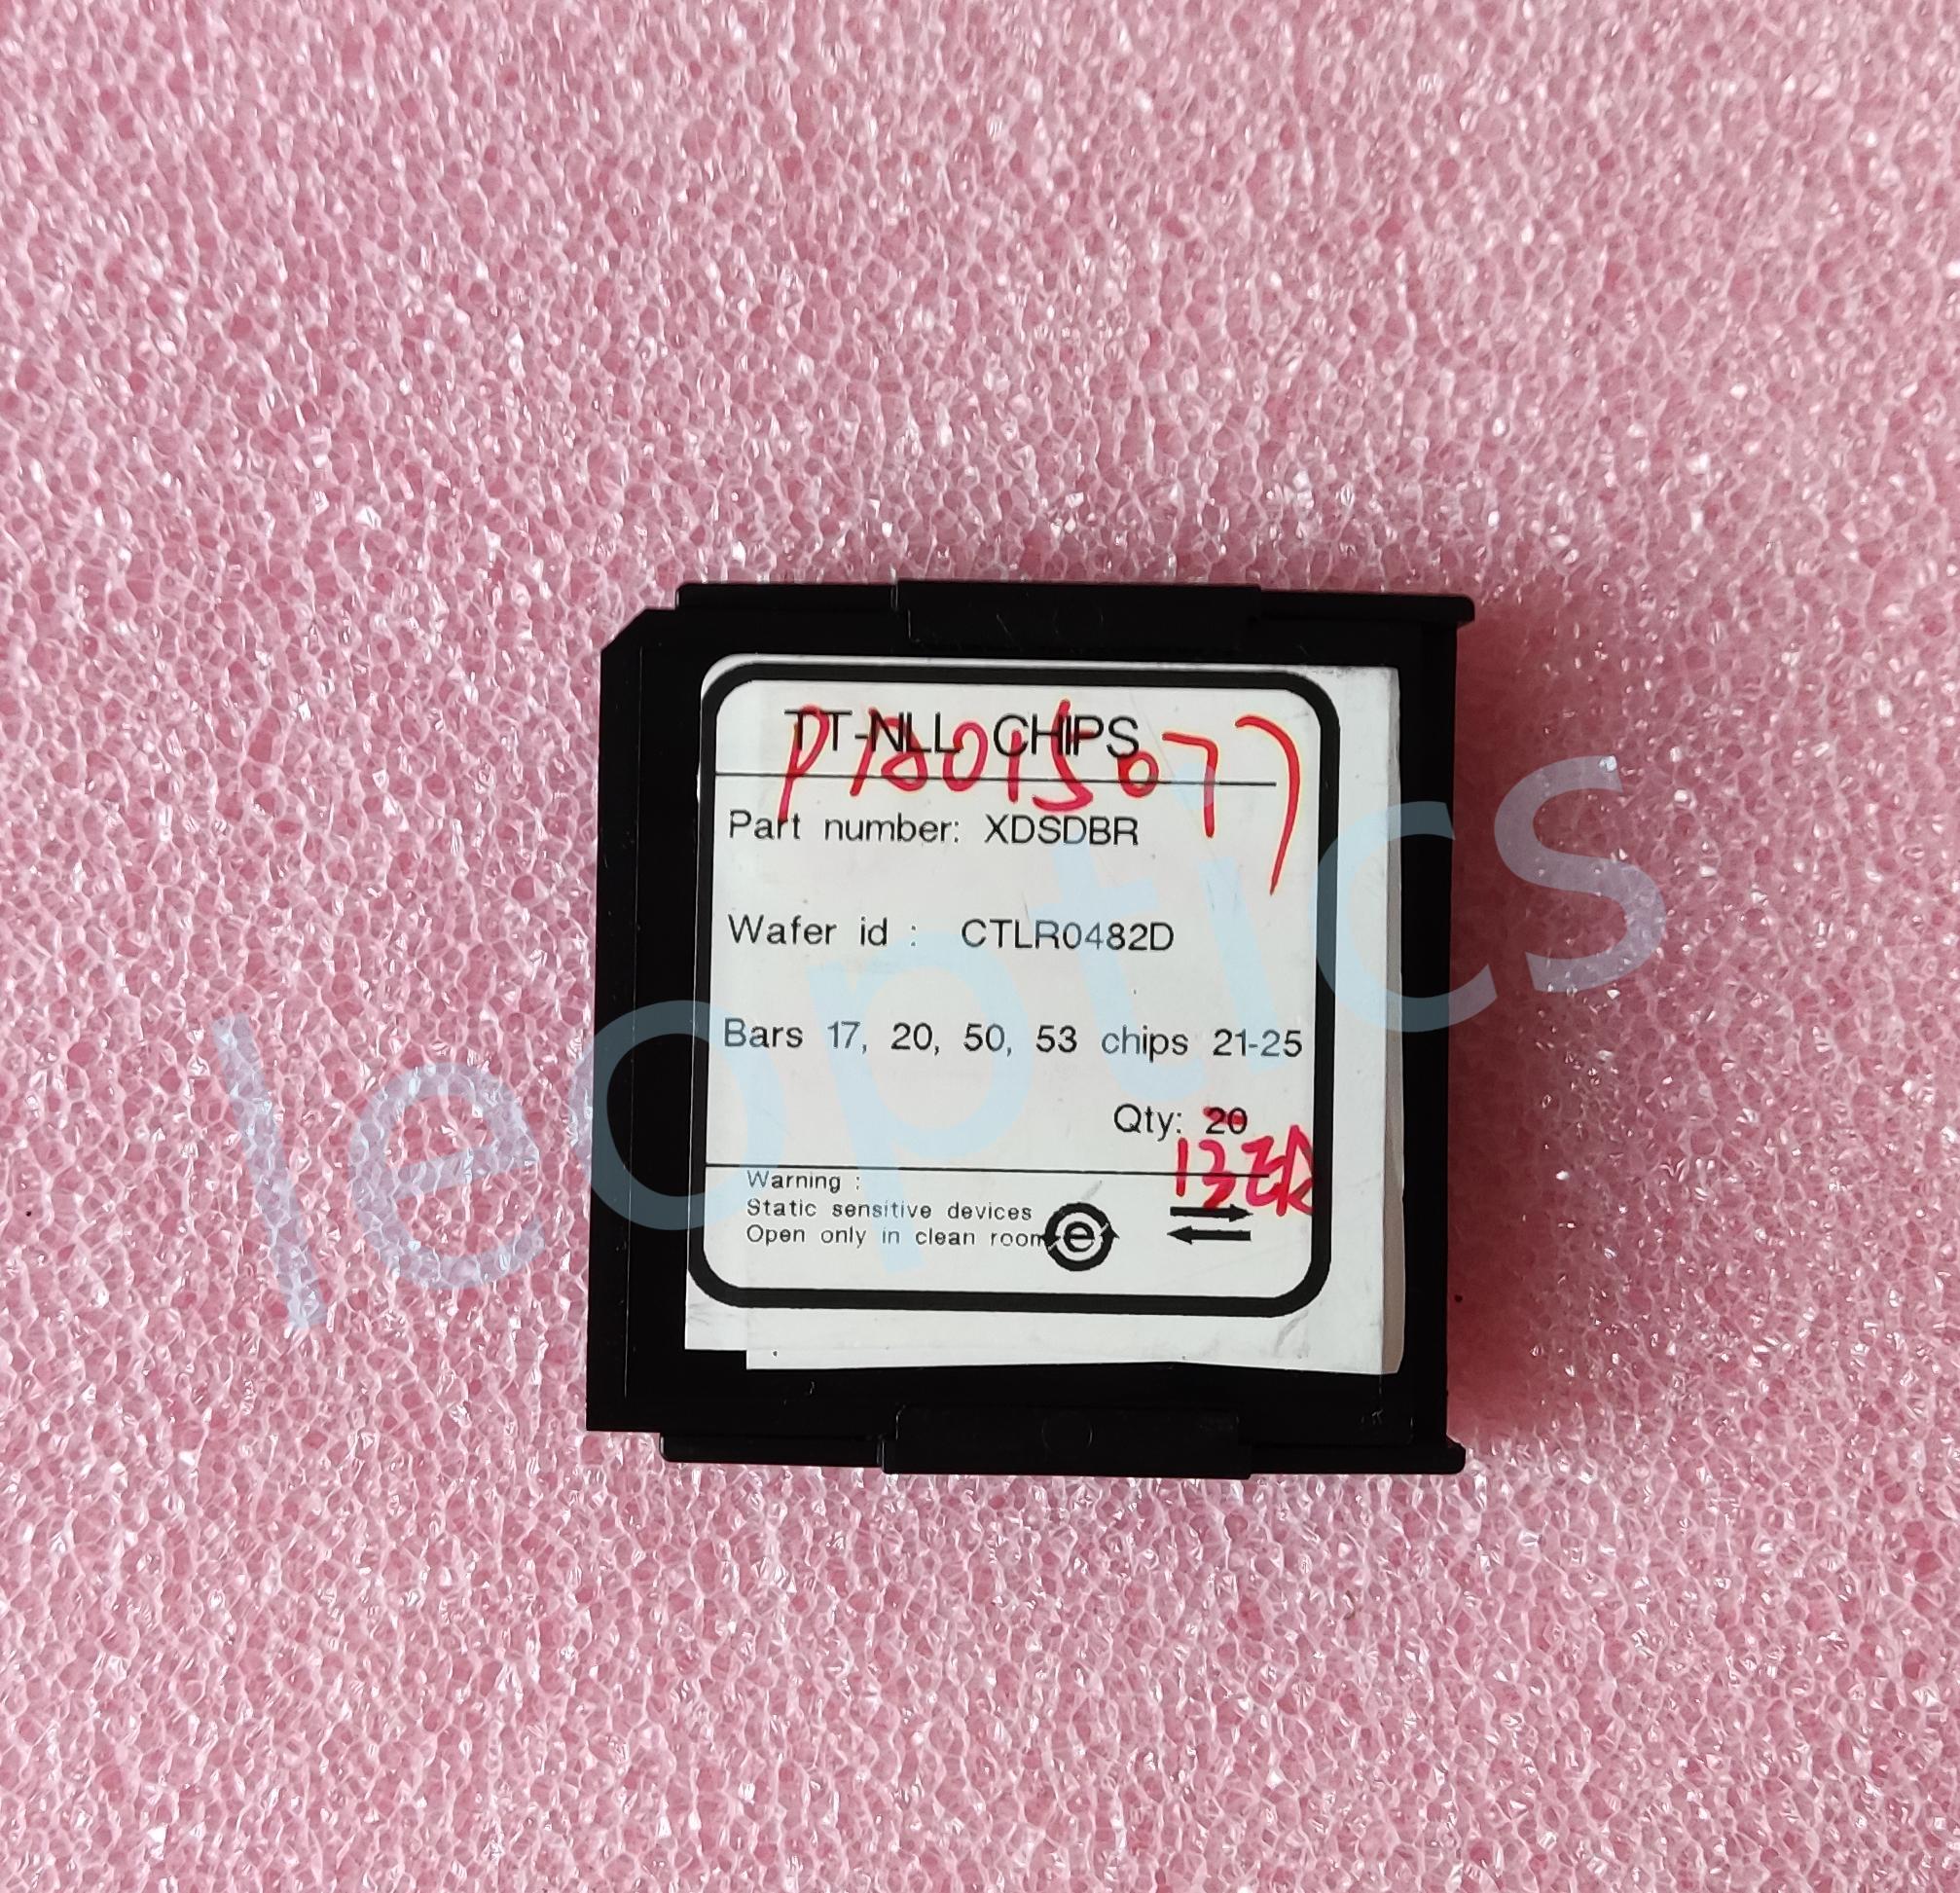 TT-NLL CHIPS
Part number: XDSDBR
Wafer id : CTLR0482D
Bars 17, 20, 50, 53 chips 21-25
Qty: 20
Warning :
Static sensitive devices
Open only in clean room
e
leoptics